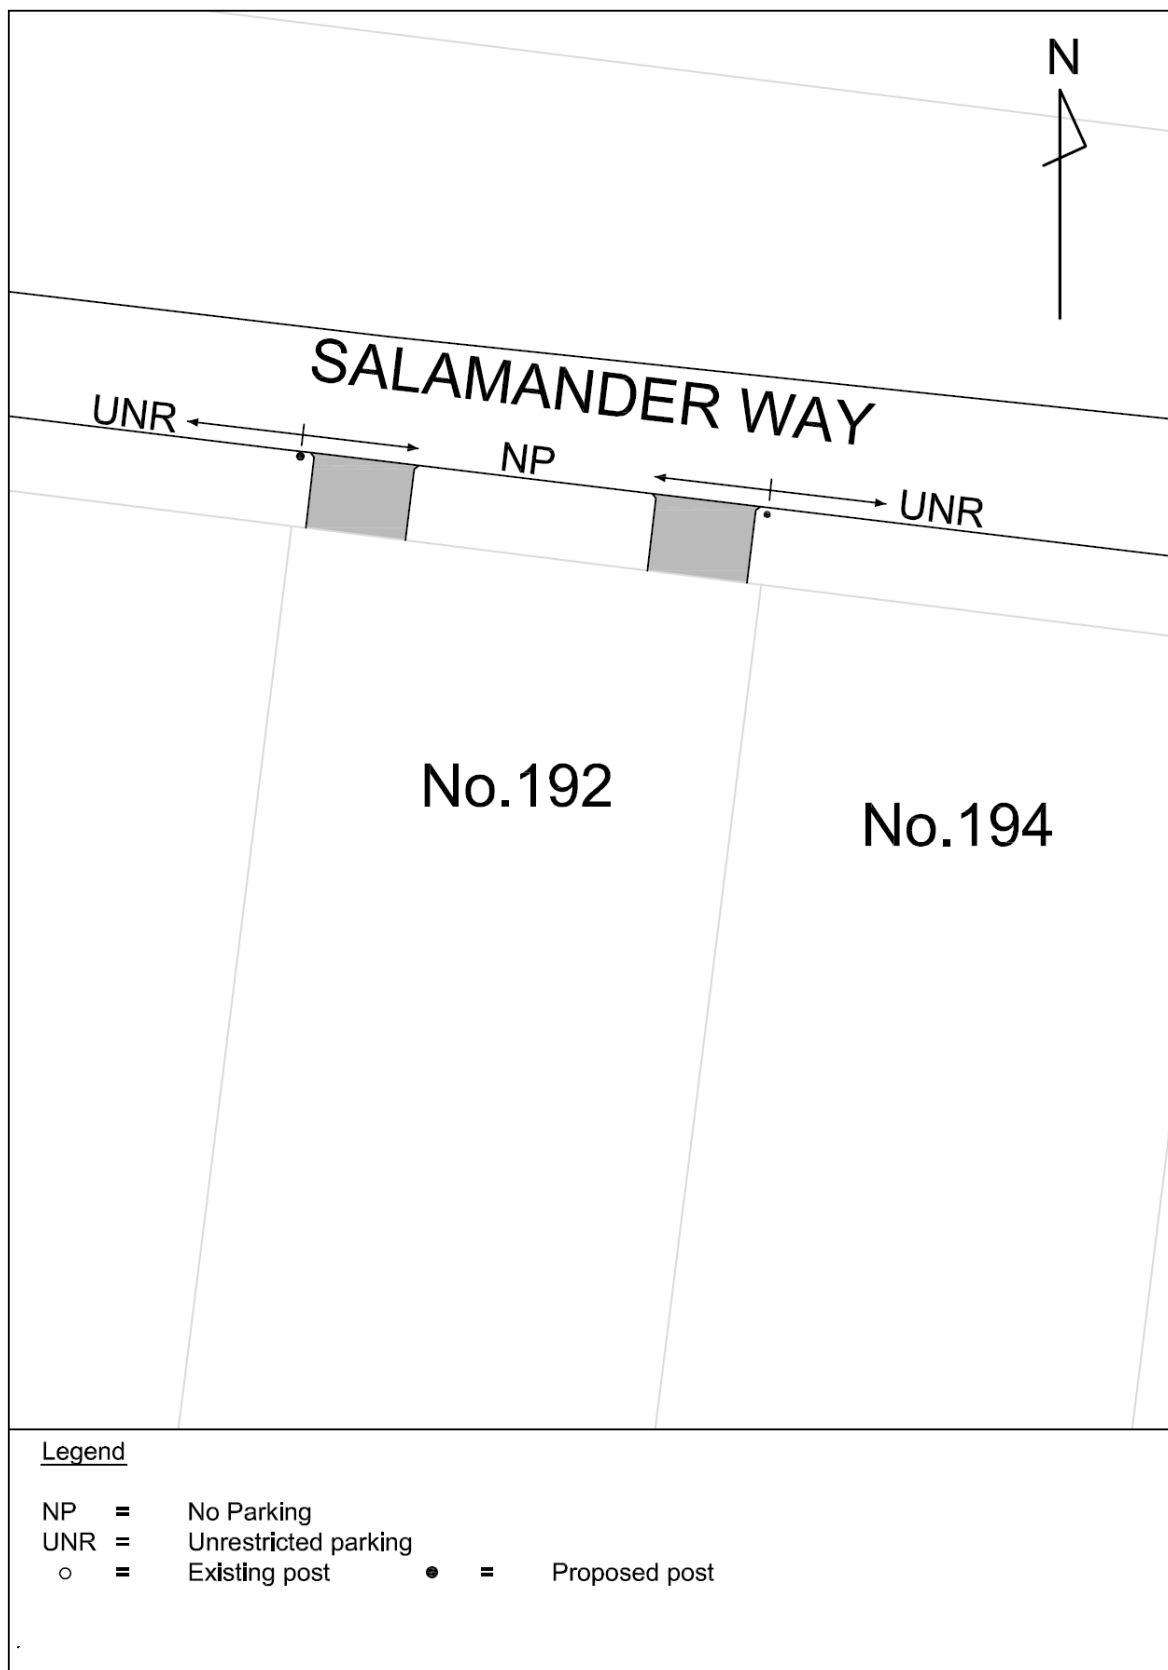 N
SALAMANDER WAY
UNR
NP
UNR
No.192
No.194
Legend
NP = No Parking
UNR = Unrestricted parking
○ = Existing post ● = Proposed post